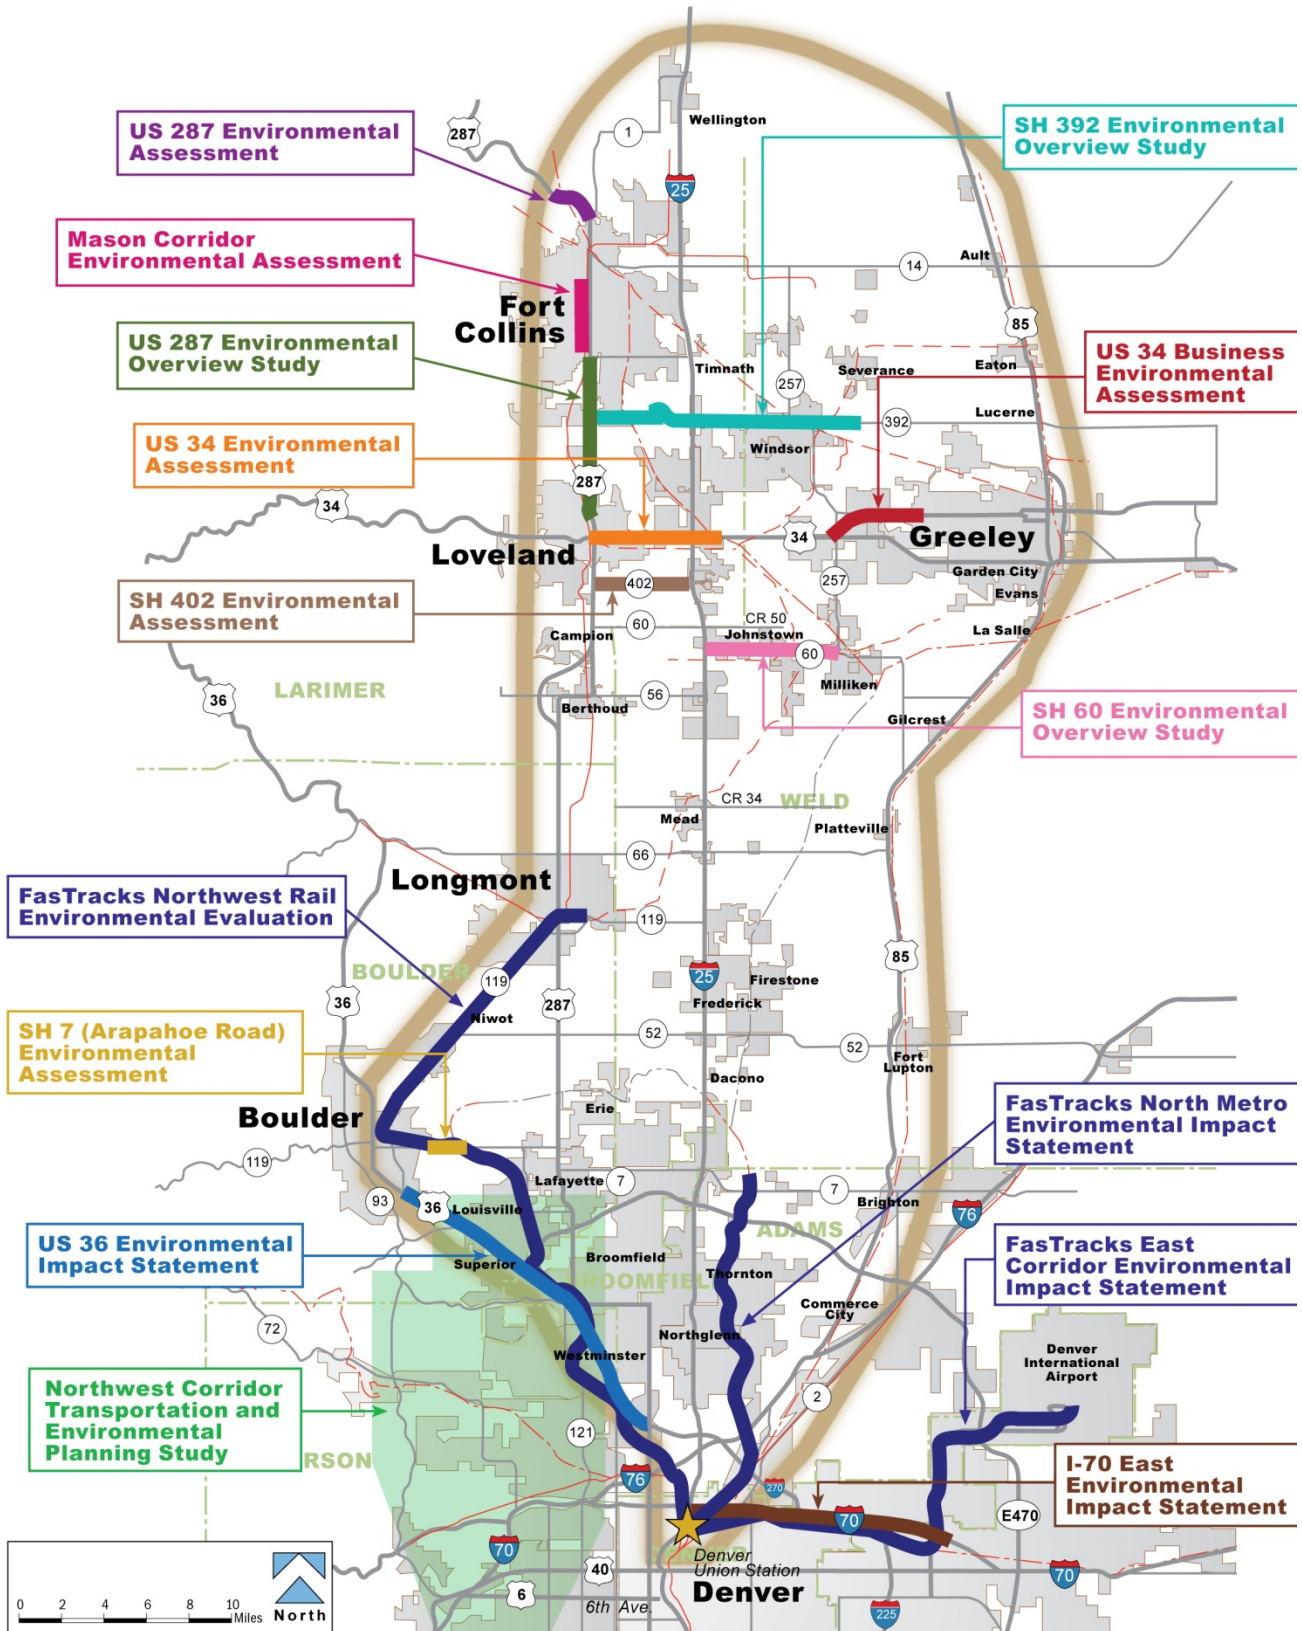 US 287 Environmental
Assessment
Mason Corridor
Environmental Assessment
US 287 Environmental
Overview Study
US 34 Environmental
Assessment
SH 402 Environmental
Assessment
FasTracks Northwest Rail
Environmental Evaluation
SH 7 (Arapahoe Road)
Environmental
Assessment
US 36 Environmental
Impact Statement
Northwest Corridor
Transportation and
Environmental
Planning Study
SH 392 Environmental
Overview Study
US 34 Business
Environmental
Assessment
SH 60 Environmental
Overview Study
FasTracks North Metro
Environmental Impact
Statement
FasTracks East
Corridor Environmental
Impact Statement
I-70 East
Environmental
Impact Statement
287
1
Wellington
25
14
Ault
85
Fort
Collins
Timnath
257
Severance
Eaton
Lucerne
392
Windsor
287
34
Loveland
34
Greeley
402
257
Garden City
Evans
CR 50
60
Campion
Johnstown
La Salle
60
Milliken
LARIMER
36
56
Berthoud
Gilcrest
CR 34
WELD
Mead
Platteville
66
Longmont
119
85
BOULDER
119
25
Firestone
36
287
Frederick
Niwot
52
52
Fort
Lupton
Dacono
Erie
Boulder
119
Lafayette
7
7
93
36
Louisville
Brighton
76
ADAMS
Superior
Broomfield
BROOMFIELD
Thornton
Commerce
City
72
Northglenn
Westminster
Denver
International
Airport
2
121
RSON
76
270
70
E470
70
Denver
Union Station
40
70
Denver
6
6th Ave.
225
0 2 4 6 8 10
Miles
North